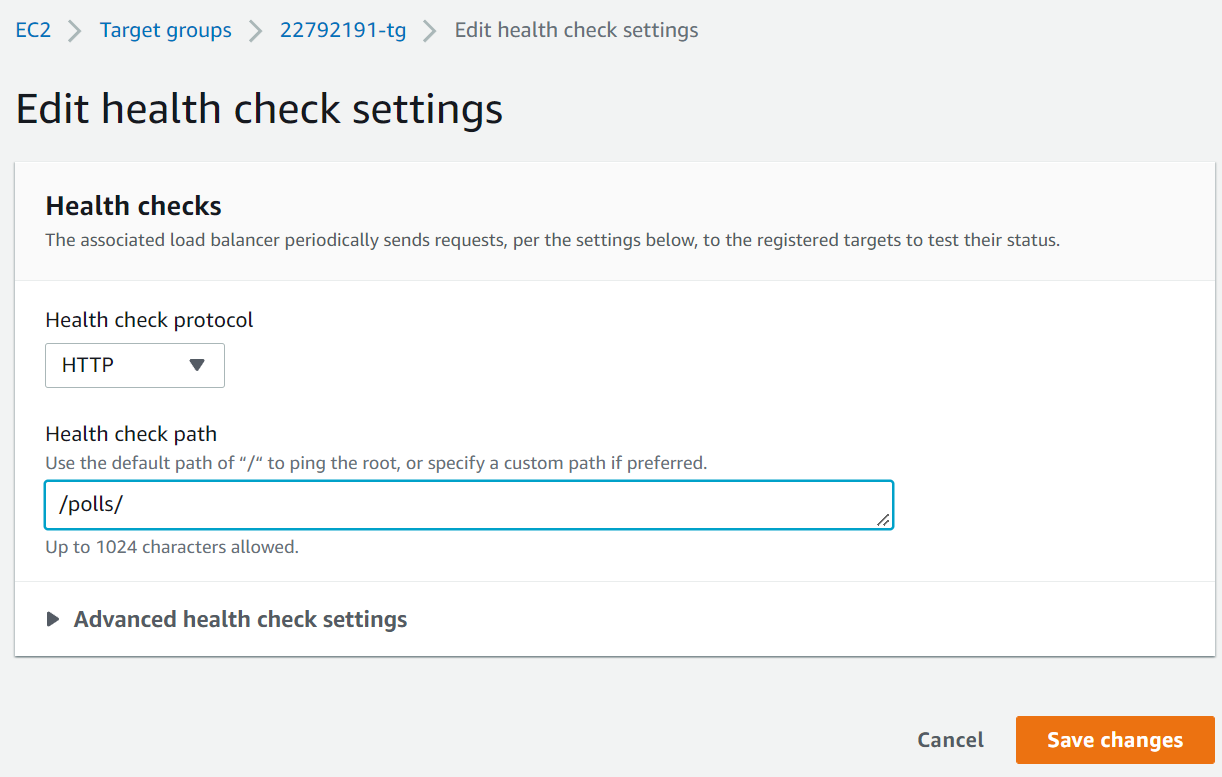 EC2 > Target groups > 22792191-tg > Edit health check settings
Edit health check settings
Health checks
The associated load balancer periodically sends requests, per the settings below, to the registered targets to test their status.
Health check protocol
HTTP
Health check path
Use the default path of “/“ to ping the root, or specify a custom path if preferred.
/polls/
Up to 1024 characters allowed.
Advanced health check settings
Cancel Save changes